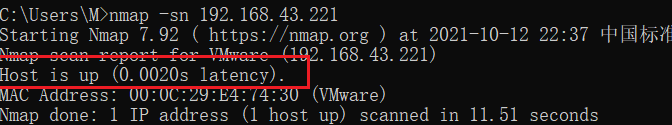 C:\Users\M>nmap -sn 192.168.43.221
Starting Nmap 7.92 ( https://nmap.org ) at 2021-10-12 22:37 中国标准
Nmap scan report for VMware (192.168.43.221)
Host is up (0.0020s latency).
MAC Address: 00:0C:29:E4:74:30 (VMware)
Nmap done: 1 IP address (1 host up) scanned in 11.51 seconds